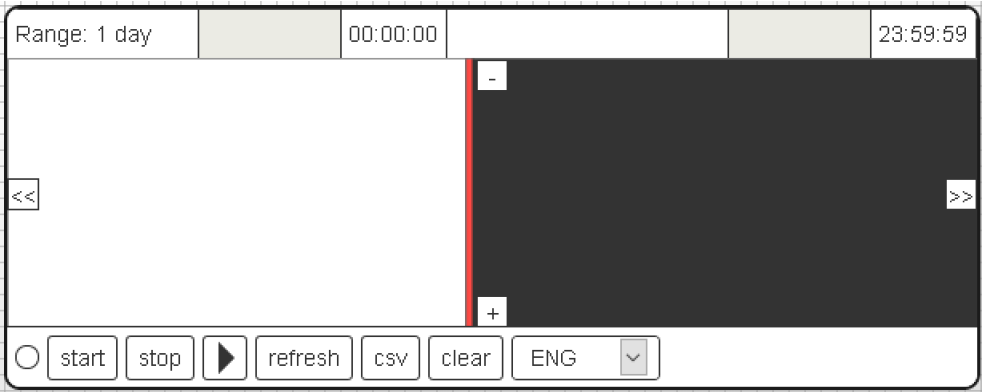 Range: 1 day 00:00:00 23:59:59
-
<< >>
+
start stop refresh csv clear ENG